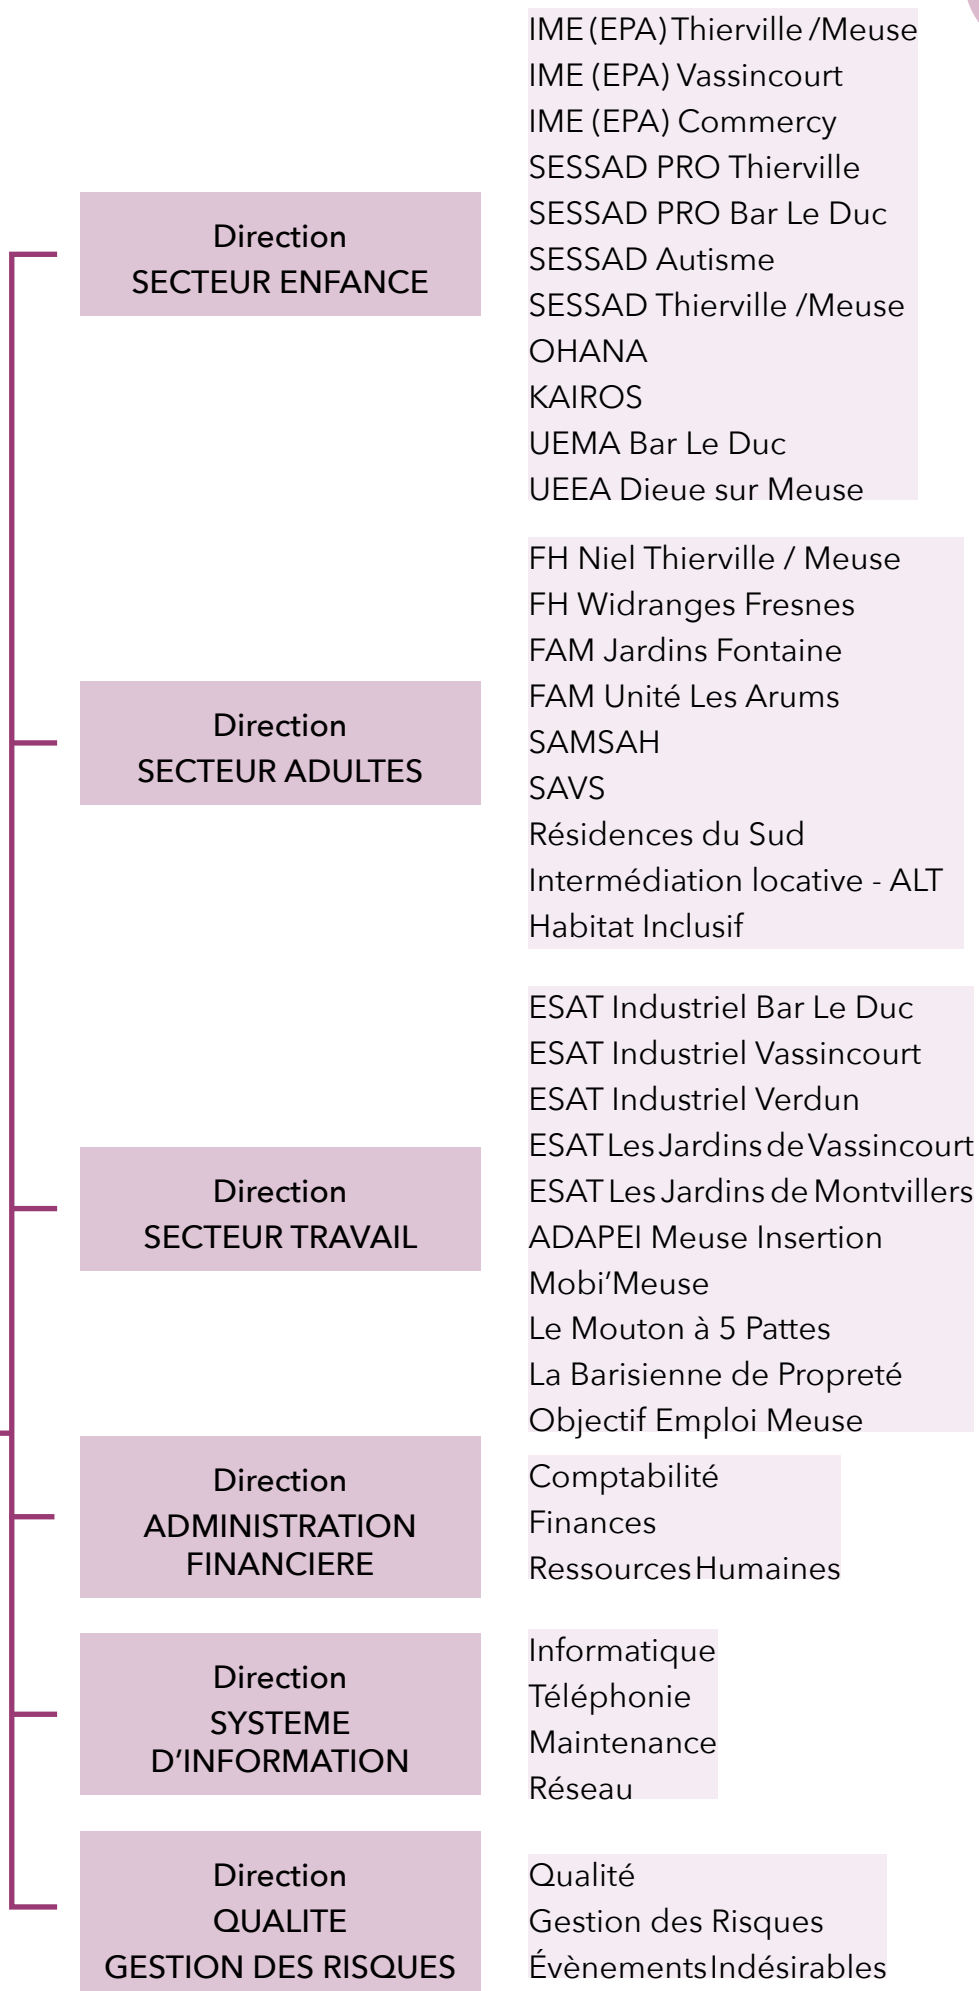 Direction
SECTEUR ENFANCE
IME (EPA) Thierville /Meuse
IME (EPA) Vassincourt
IME (EPA) Commercy
SESSAD PRO Thierville
SESSAD PRO Bar Le Duc
SESSAD Autisme
SESSAD Thierville /Meuse
OHANA
KAIROS
UEMA Bar Le Duc
UEEA Dieue sur Meuse
Direction
SECTEUR ADULTES
FH Niel Thierville / Meuse
FH Widranges Fresnes
FAM Jardins Fontaine
FAM Unité Les Arums
SAMSAH
SAVS
Résidences du Sud
Intermédiation locative - ALT
Habitat Inclusif
Direction
SECTEUR TRAVAIL
ESAT Industriel Bar Le Duc
ESAT Industriel Vassincourt
ESAT Industriel Verdun
ESAT Les Jardins de Vassincourt
ESAT Les Jardins de Montvillers
ADAPEI Meuse Insertion
Mobi’Meuse
Le Mouton à 5 Pattes
La Barisienne de Propreté
Objectif Emploi Meuse
Direction
ADMINISTRATION
FINANCIERE
Comptabilité
Finances
Ressources Humaines
Direction
SYSTEME
D’INFORMATION
Informatique
Téléphonie
Maintenance
Réseau
Direction
QUALITE
GESTION DES RISQUES
Qualité
Gestion des Risques
Évènements Indésirables